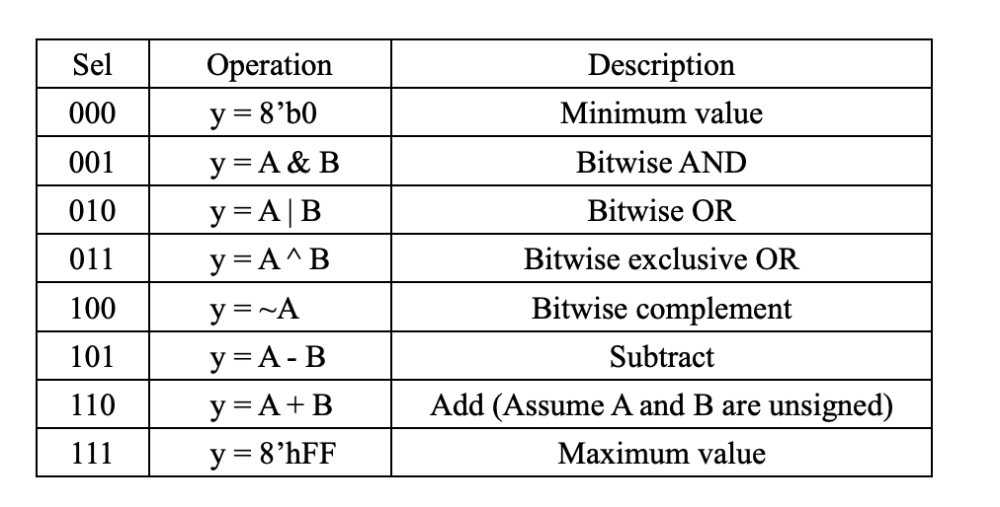 Sel Operation Description
000 y = 8’b0 Minimum value
001 y = A & B Bitwise AND
010 y = A | B Bitwise OR
011 y = A ^ B Bitwise exclusive OR
100 y = ~A Bitwise complement
101 y = A - B Subtract
110 y = A + B Add (Assume A and B are unsigned)
111 y = 8’hFF Maximum value